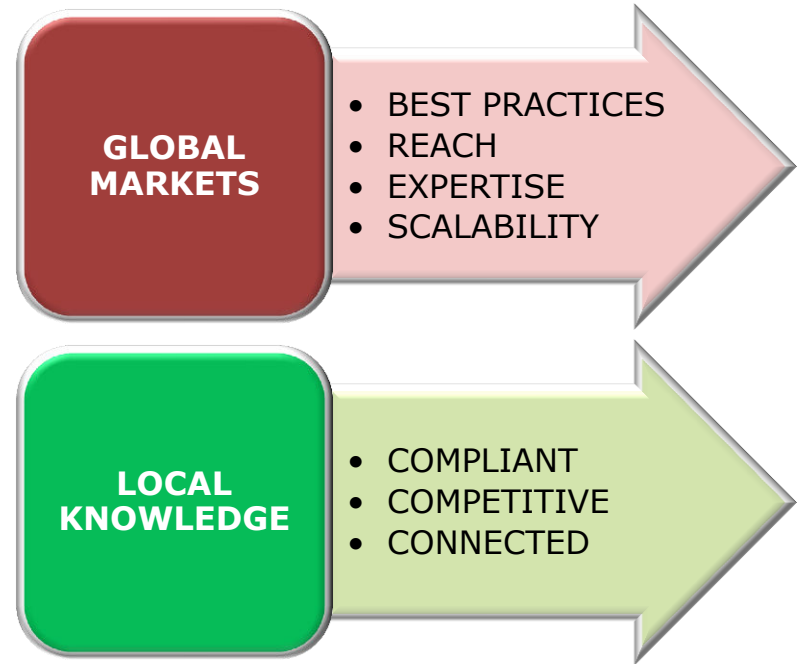 GLOBAL
MARKETS
• BEST PRACTICES
• REACH
• EXPERTISE
• SCALABILITY
LOCAL
KNOWLEDGE
• COMPLIANT
• COMPETITIVE
• CONNECTED